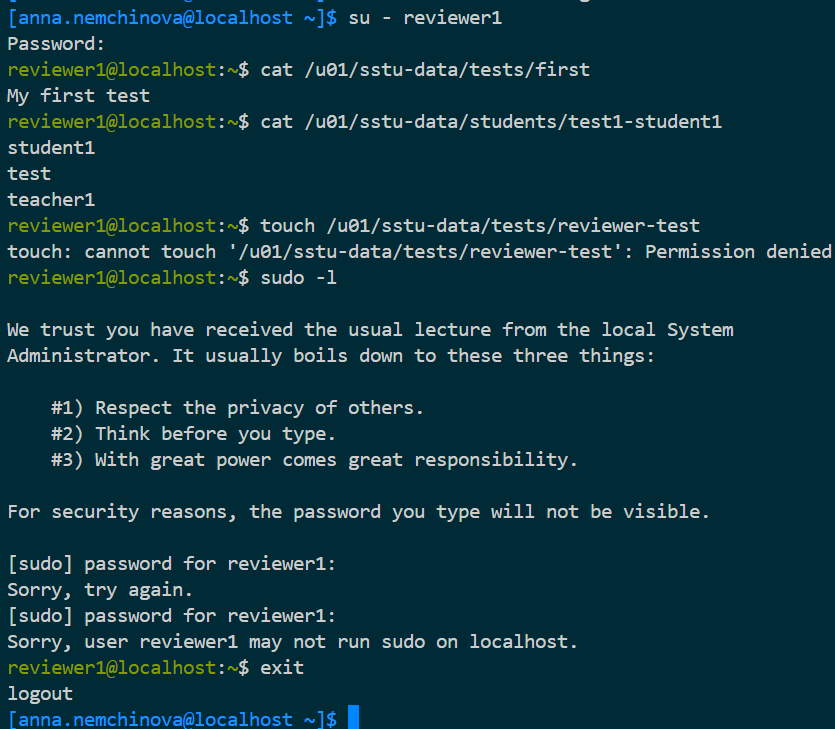 [anna.nemchinova@localhost ~]$ su - reviewer1
Password:
reviewer1@localhost:~$ cat /u01/sstu-data/tests/first
My first test
reviewer1@localhost:~$ cat /u01/sstu-data/students/test1-student1
student1
test
teacher1
reviewer1@localhost:~$ touch /u01/sstu-data/tests/reviewer-test
touch: cannot touch '/u01/sstu-data/tests/reviewer-test': Permission denied
reviewer1@localhost:~$ sudo -l

We trust you have received the usual lecture from the local System
Administrator. It usually boils down to these three things:

    #1) Respect the privacy of others.
    #2) Think before you type.
    #3) With great power comes great responsibility.

For security reasons, the password you type will not be visible.

[sudo] password for reviewer1:
Sorry, try again.
[sudo] password for reviewer1:
Sorry, user reviewer1 may not run sudo on localhost.
reviewer1@localhost:~$ exit
logout
[anna.nemchinova@localhost ~]$